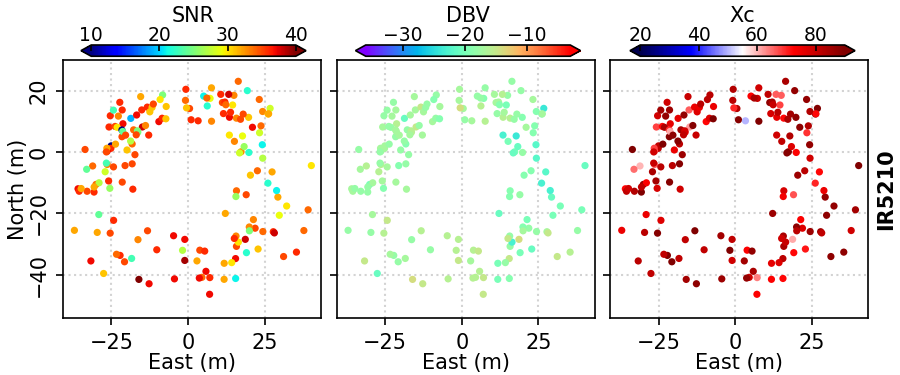 SNR DBV Xc
10 20 30 40 −30 −20 −10 20 40 60 80
20
0
−20
−40
North (m)
−25 0 25 −25 0 25 −25 0 25
East (m) East (m) East (m)
IR5210